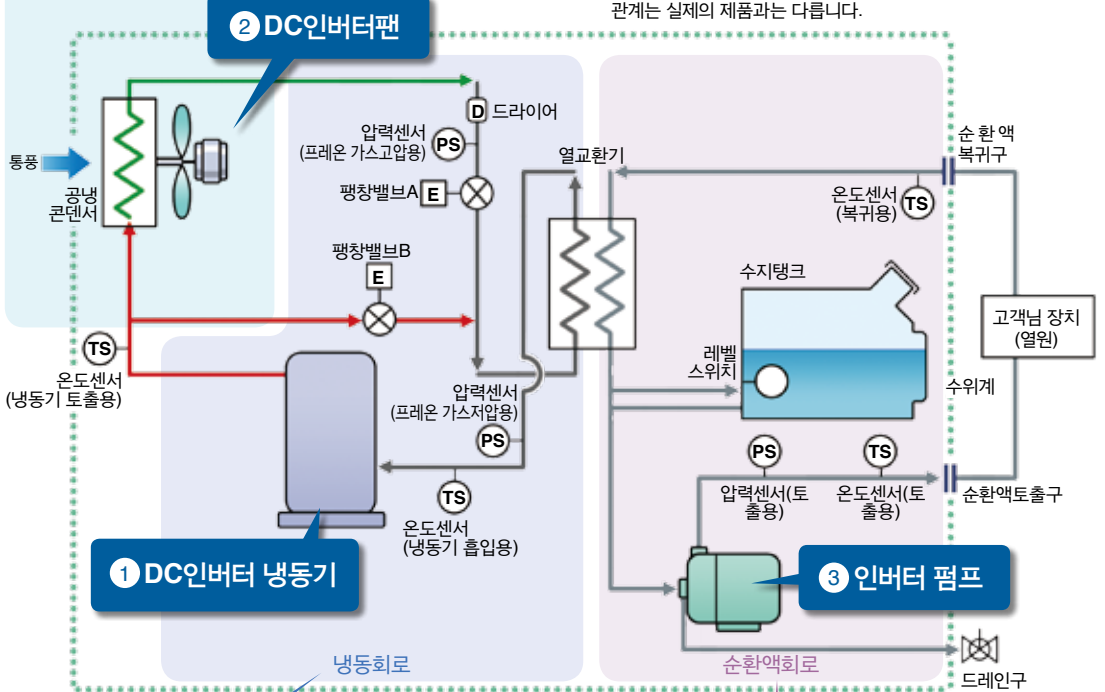 관계는 실제의 제품과는 다릅니다.
2 DC인버터팬
D 드라이어
압력센서
(프레온 가스고압용)
PS
통풍
공냉
콘덴서
팽창밸브A E
열교환기
순환액
복귀구
온도센서
(복귀용)
TS
팽창밸브B
E
수지탱크
고객님 장치
(열원)
TS
온도센서
(냉동기 토출용)
레벨
스위치
수위계
압력센서
(프레온 가스저압용)
PS
PS
TS
압력센서(토
출용)
온도센서(토
출용)
순환액토출구
TS
온도센서
(냉동기 흡입용)
1 DC인버터 냉동기
3 인버터 펌프
냉동회로
순환액회로
드레인구